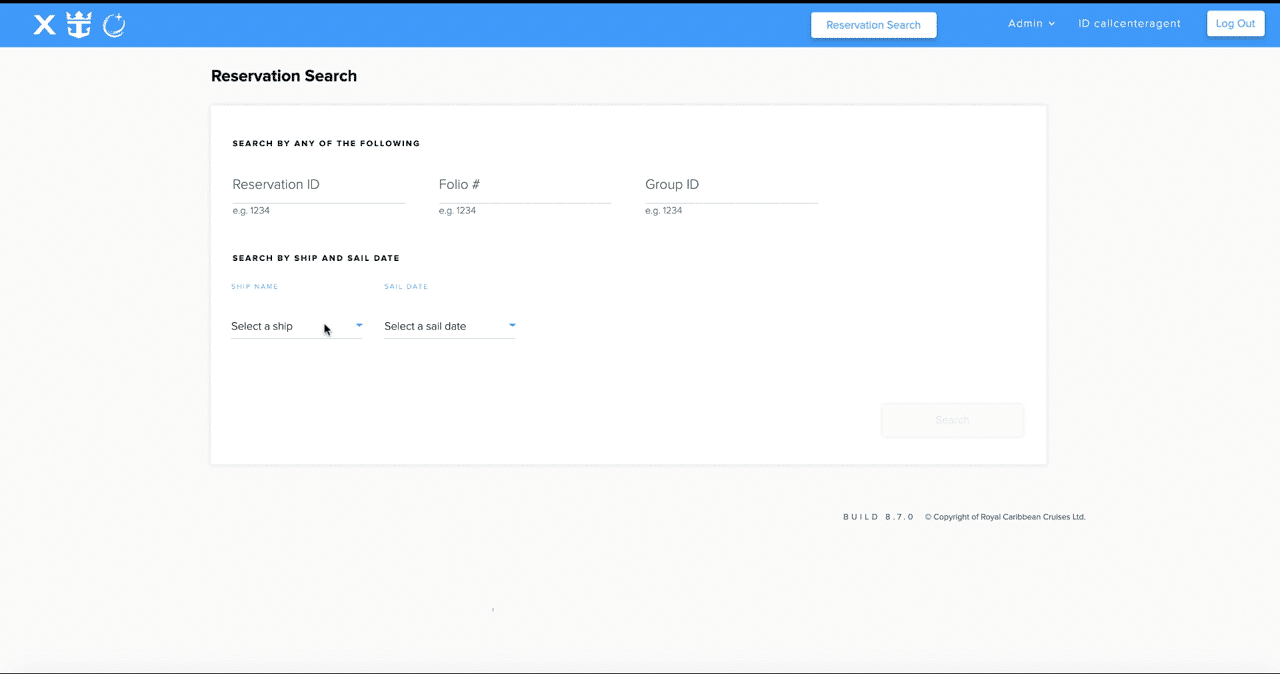 Reservation Search
Admin
ID callcenteragent
Log Out
Reservation Search
SEARCH BY ANY OF THE FOLLOWING
Reservation ID
Folio #
Group ID
e.g. 1234
e.g. 1234
e.g. 1234
SEARCH BY SHIP AND SAIL DATE
SHIP NAME
SAIL DATE
Select a ship
Select a sail date
Search
BUILD 8.7.0
© Copyright of Royal Caribbean Cruises Ltd.